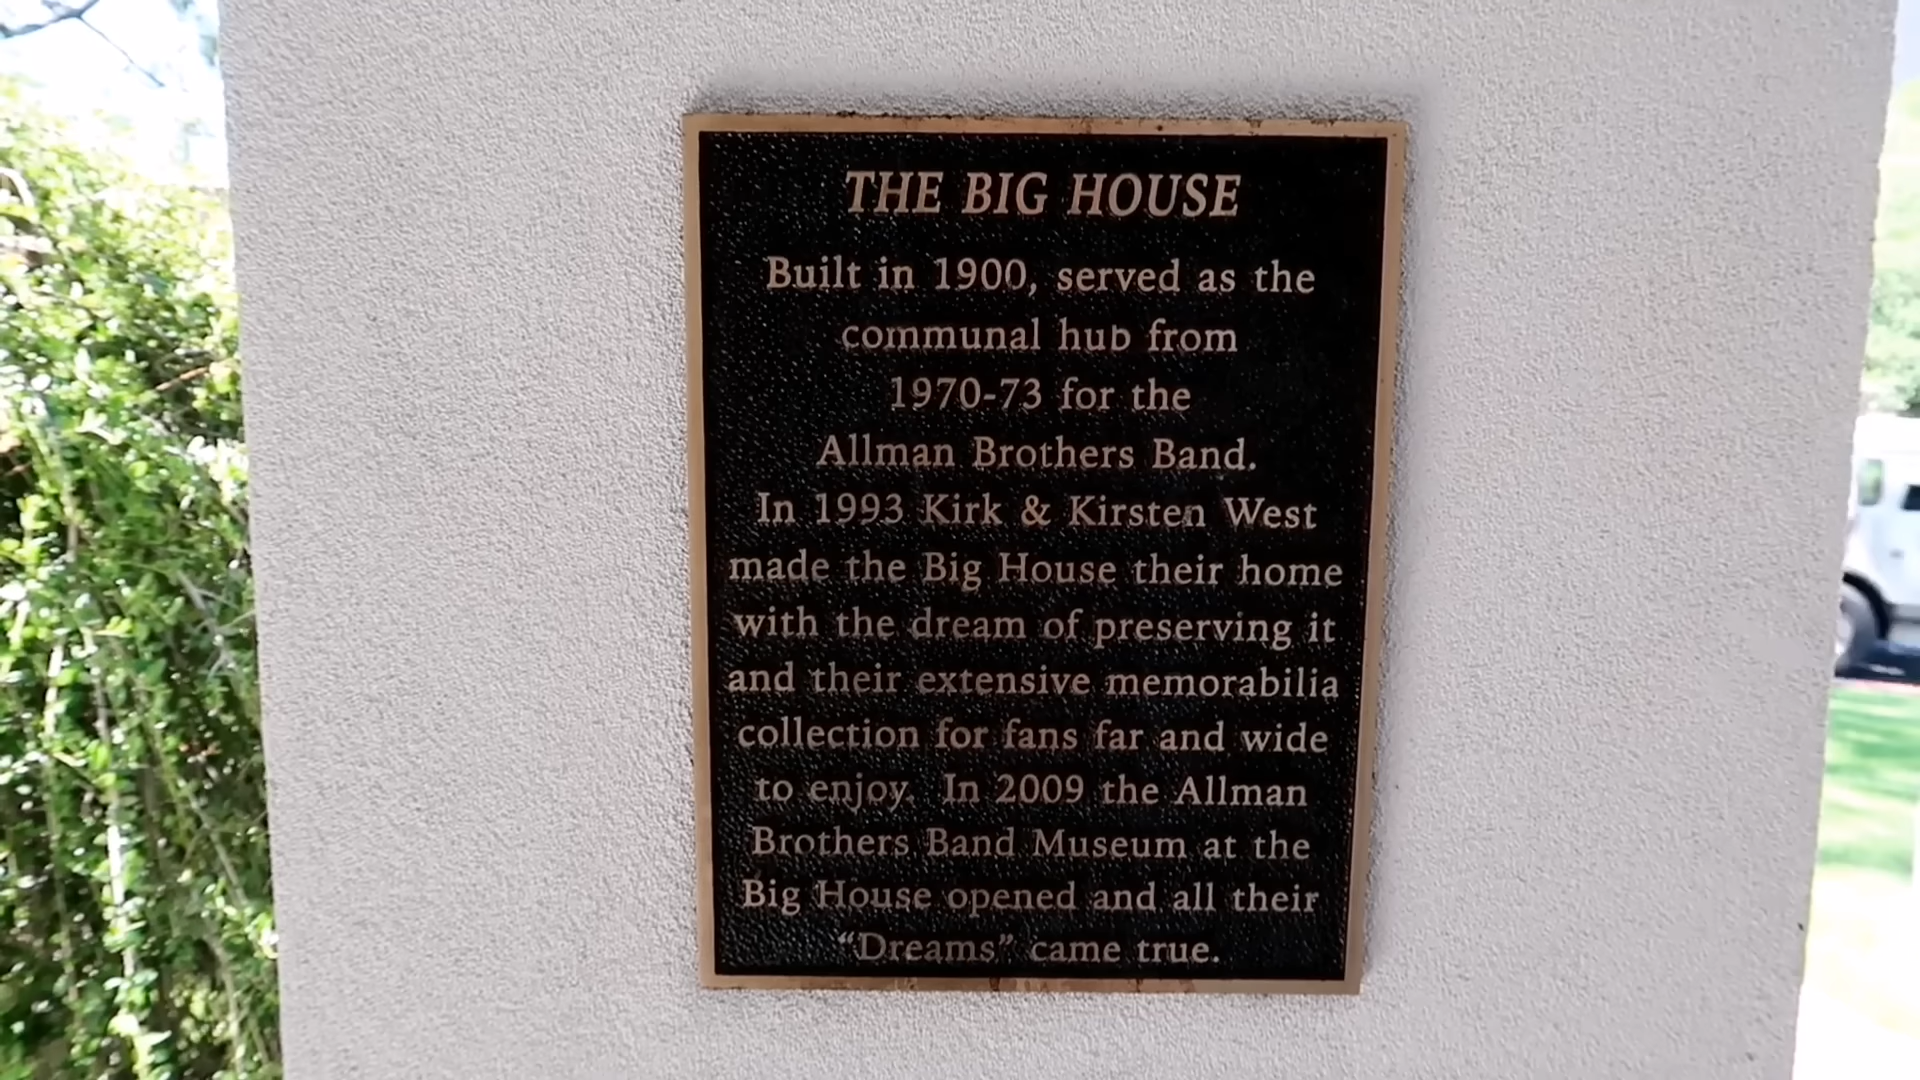 THE BIG HOUSE
Built in 1900, served as the
communal hub from
1970-73 for the
Allman Brothers Band.
In 1993 Kirk & Kirsten West
made the Big House their home
with the dream of preserving it
and their extensive memorabilia
collection for fans far and wide
to enjoy. In 2009 the Allman
Brothers Band Museum at the
Big House opened and all their
“Dreams” came true.